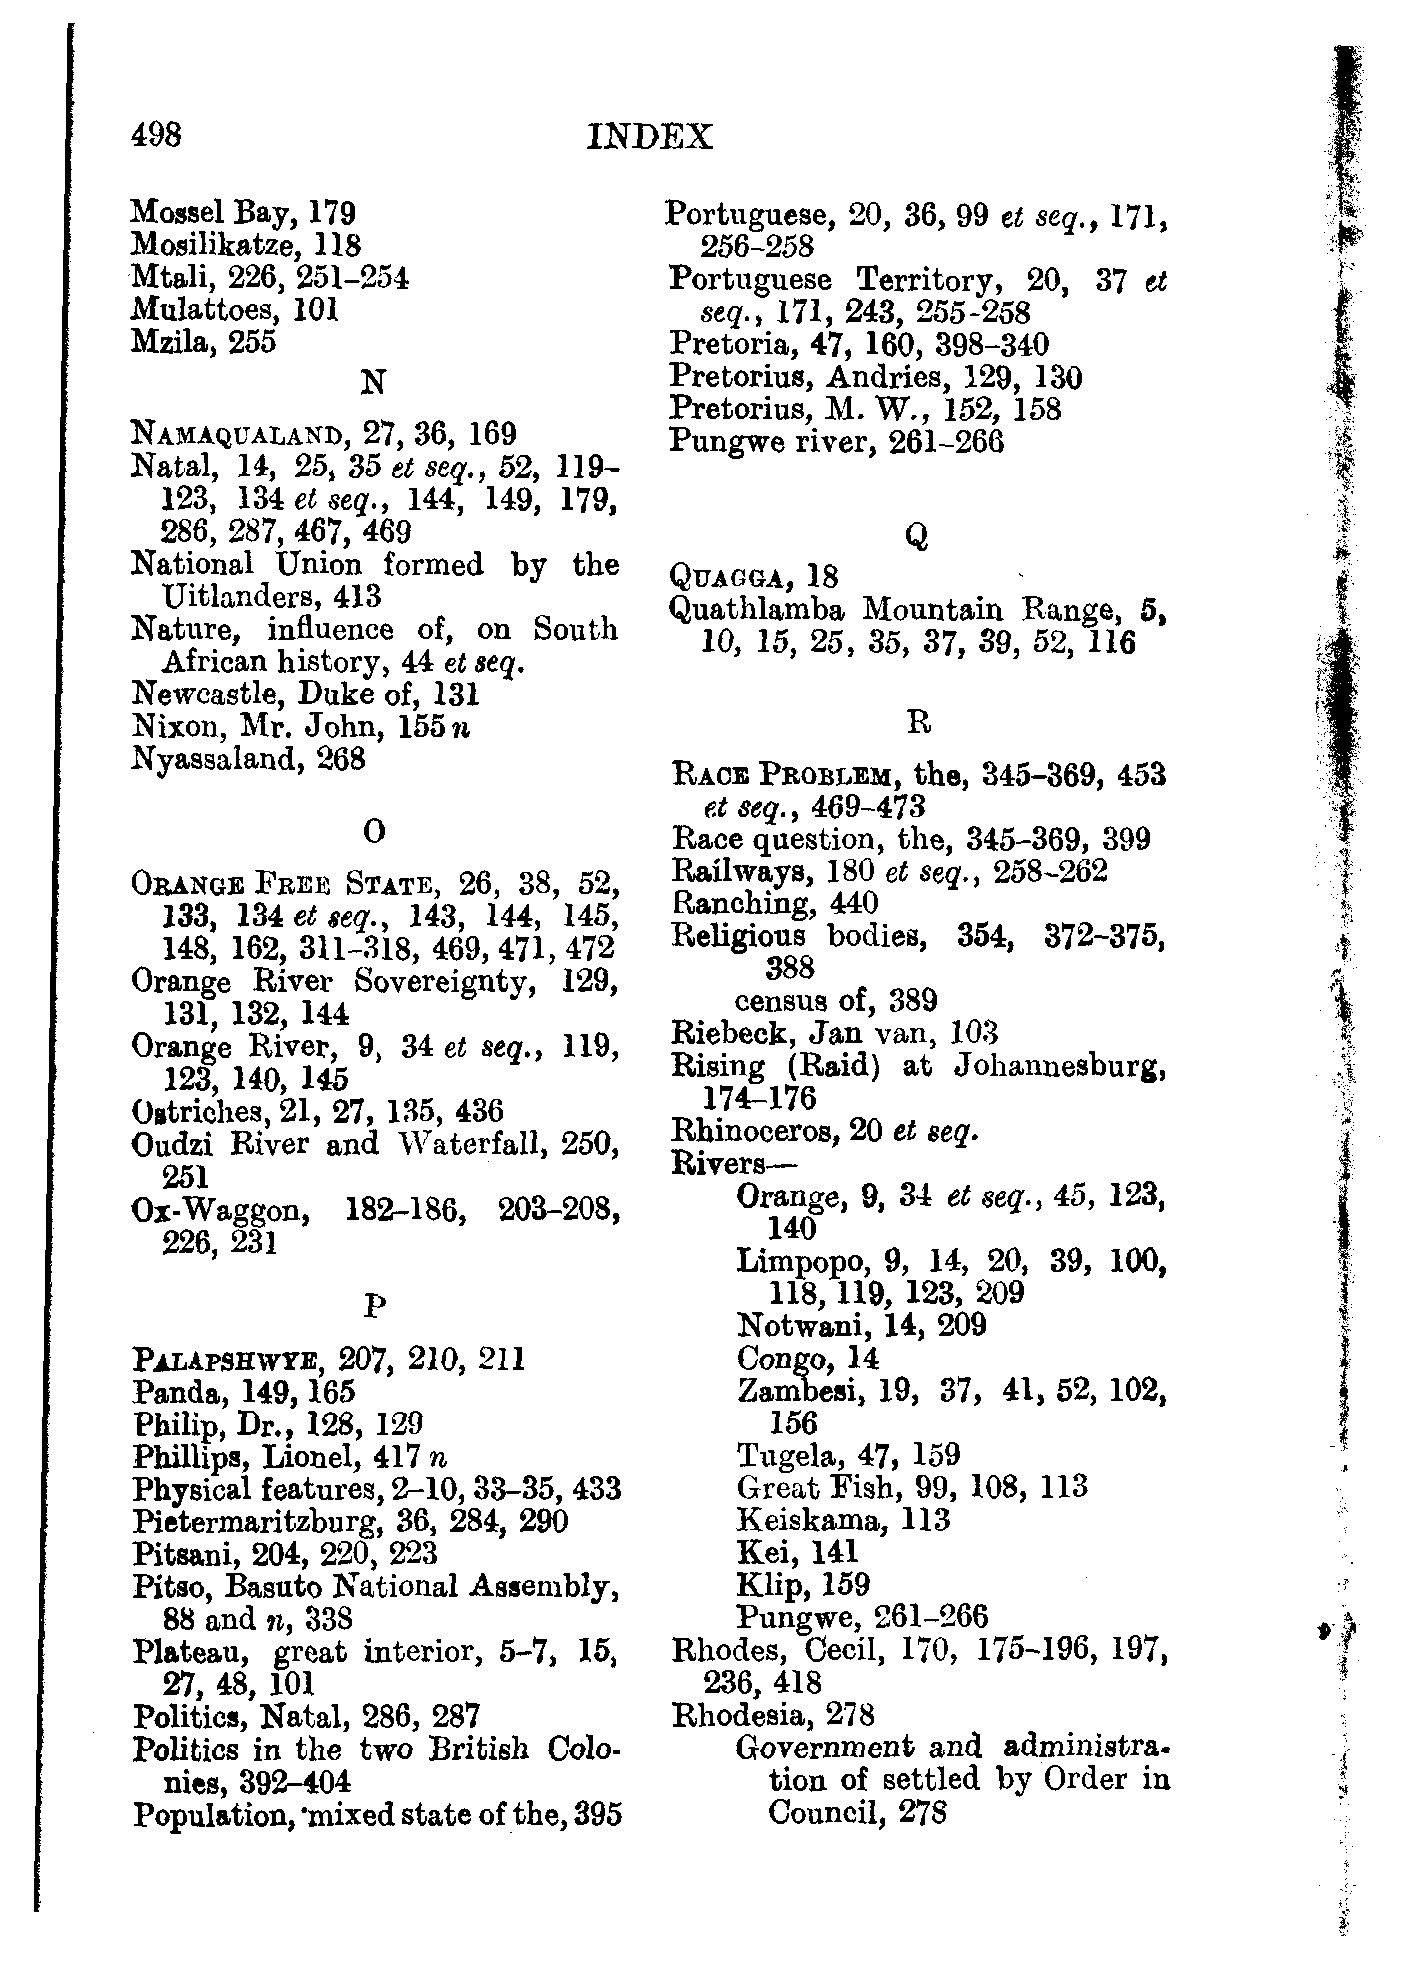 498 INDEX
Mossel Bay, 179
Mosilikatze, 118
Mtali, 226, 251–254
Mulattoes, 101
Mzila, 255
N
NAMAQUALAND, 27, 36, 169
Natal, 14, 25, 35 et seq., 52, 119–
123, 134 et seq., 144, 149, 179,
286, 287, 467, 469
National Union formed by the
Uitlanders, 413
Nature, influence of, on South
African history, 44 et seq.
Newcastle, Duke of, 131
Nixon, Mr. John, 155 n
Nyassaland, 268
O
ORANGE FREE STATE, 26, 38, 52,
133, 134 et seq., 143, 144, 145,
148, 162, 311–318, 469, 471, 472
Orange River Sovereignty, 129,
131, 132, 144
Orange River, 9, 34 et seq., 119,
123, 140, 145
Ostriches, 21, 27, 135, 436
Oudzi River and Waterfall, 250,
251
Ox-Waggon, 182–186, 203–208,
226, 231
P
PALAPSHWYE, 207, 210, 211
Panda, 149, 165
Philip, Dr., 128, 129
Phillips, Lionel, 417 n
Physical features, 2–10, 33–35, 433
Pietermaritzburg, 36, 284, 290
Pitsani, 204, 220, 223
Pitso, Basuto National Assembly,
88 and n, 338
Plateau, great interior, 5–7, 15,
27, 48, 101
Politics, Natal, 286, 287
Politics in the two British Colo-
nies, 392–404
Population, mixed state of the, 395
Portuguese, 20, 36, 99 et seq., 171,
256–258
Portuguese Territory, 20, 37 et
seq., 171, 243, 255-258
Pretoria, 47, 160, 398–340
Pretorius, Andries, 129, 130
Pretorius, M. W., 152, 158
Pungwe river, 261–266
Q
QUAGGA, 18
Quathlamba Mountain Range, 5,
10, 15, 25, 35, 37, 39, 52, 116
R
RACE PROBLEM, the, 345–369, 453
et seq., 469–473
Race question, the, 345–369, 399
Railways, 180 et seq., 258–262
Ranching, 440
Religious bodies, 354, 372–375,
388
census of, 389
Riebeck, Jan van, 103
Rising (Raid) at Johannesburg,
174–176
Rhinoceros, 20 et seq.
Rivers—
Orange, 9, 34 et seq., 45, 123,
140
Limpopo, 9, 14, 20, 39, 100,
118, 119, 123, 209
Notwani, 14, 209
Congo, 14
Zambesi, 19, 37, 41, 52, 102,
156
Tugela, 47, 159
Great Fish, 99, 108, 113
Keiskama, 113
Kei, 141
Klip, 159
Pungwe, 261–266
Rhodes, Cecil, 170, 175–196, 197,
236, 418
Rhodesia, 278
Government and administra-
tion of settled by Order in
Council, 278